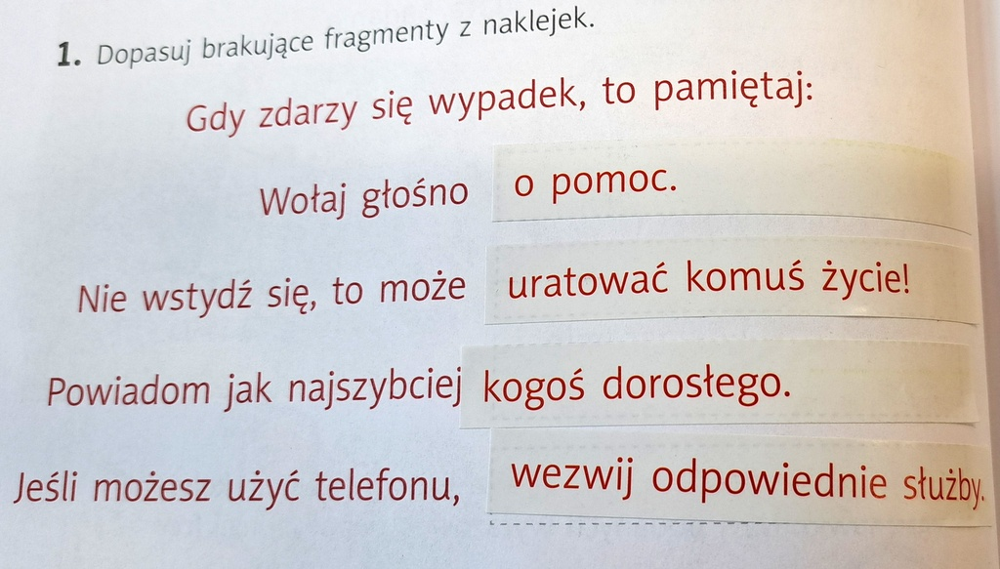 1. Dopasuj brakujące fragmenty z naklejek.
Gdy zdarzy się wypadek, to pamiętaj:
Wołaj głośno o pomoc.
Nie wstydź się, to może uratować komuś życie!
Powiadom jak najszybciej kogoś dorosłego.
Jeśli możesz użyć telefonu, wezwij odpowiednie służby.